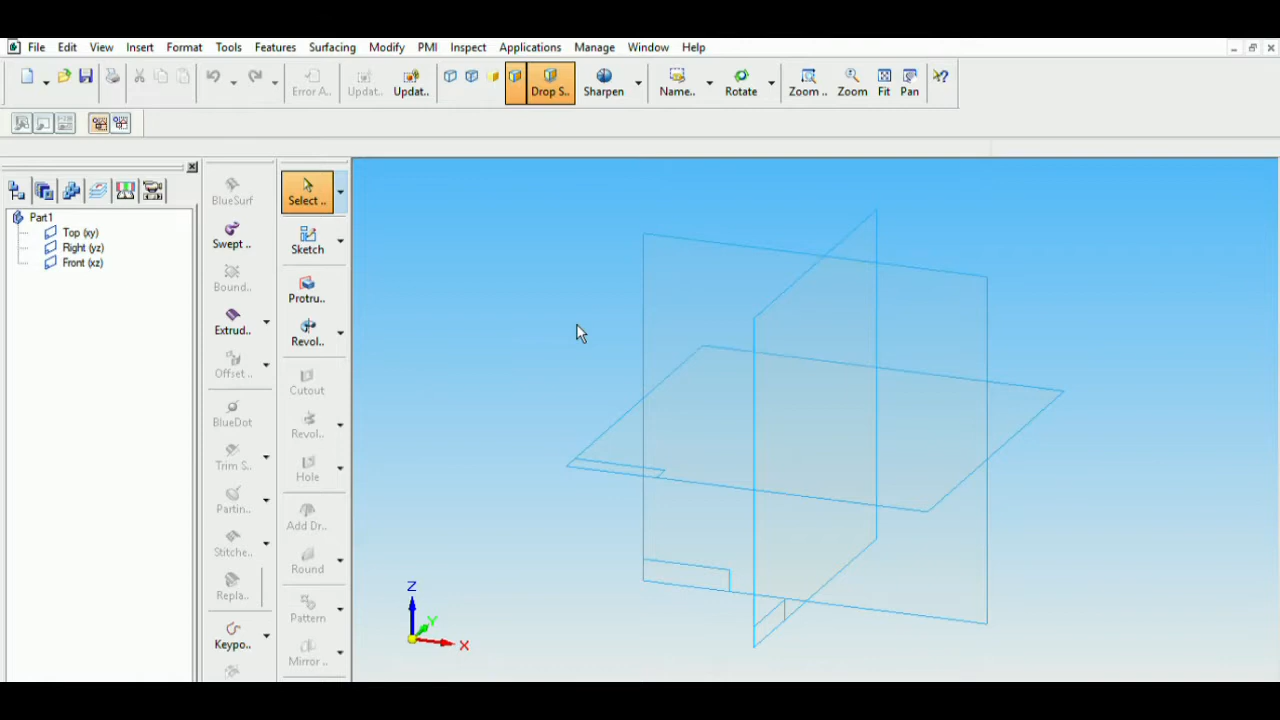 File Edit View Insert Format Tools Features Surfacing Modify PMI Inspect Applications Manage Window Help
Error A.. Updat.. Updat.. Drop S.. Sharpen Name.. Rotate Zoom .. Zoom Fit Pan
Part1
Top (xy)
Right (yz)
Front (xz)
BlueSurf
Swept ..
Bound..
Extrud..
Offset ..
BlueDot
Trim S..
Partin..
Stitche..
Repla..
Keypo..
Select ..
Sketch
Protru..
Revol..
Cutout
Revol..
Hole
Add Dr..
Round
Pattern
Mirror ..
Z
Y
X